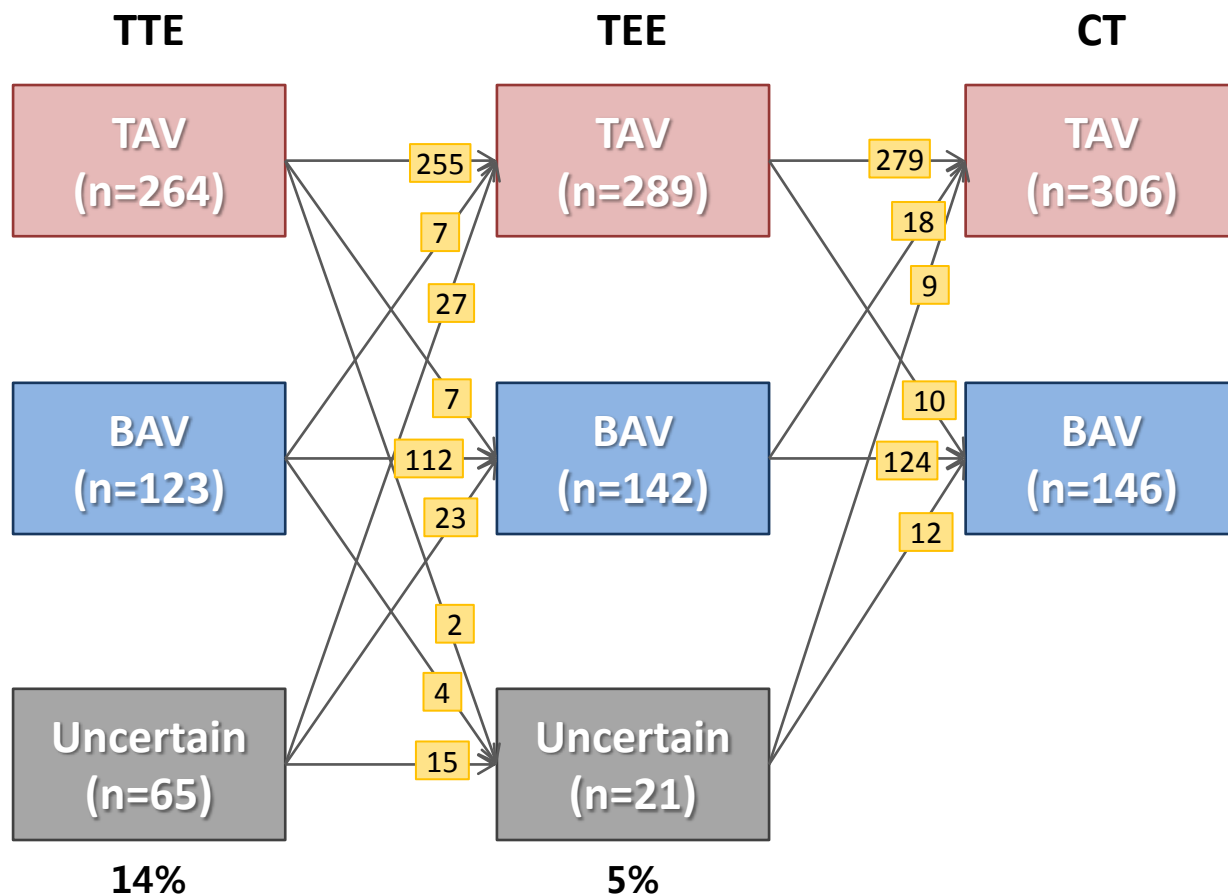 TTE TEE CT
TAV
(n=264)
TAV
(n=289)
TAV
(n=306)
255
7
27
279
18
9
BAV
(n=123)
BAV
(n=142)
BAV
(n=146)
7
112
23
10
124
12
Uncertain
(n=65)
Uncertain
(n=21)
2
4
15
14% 5%